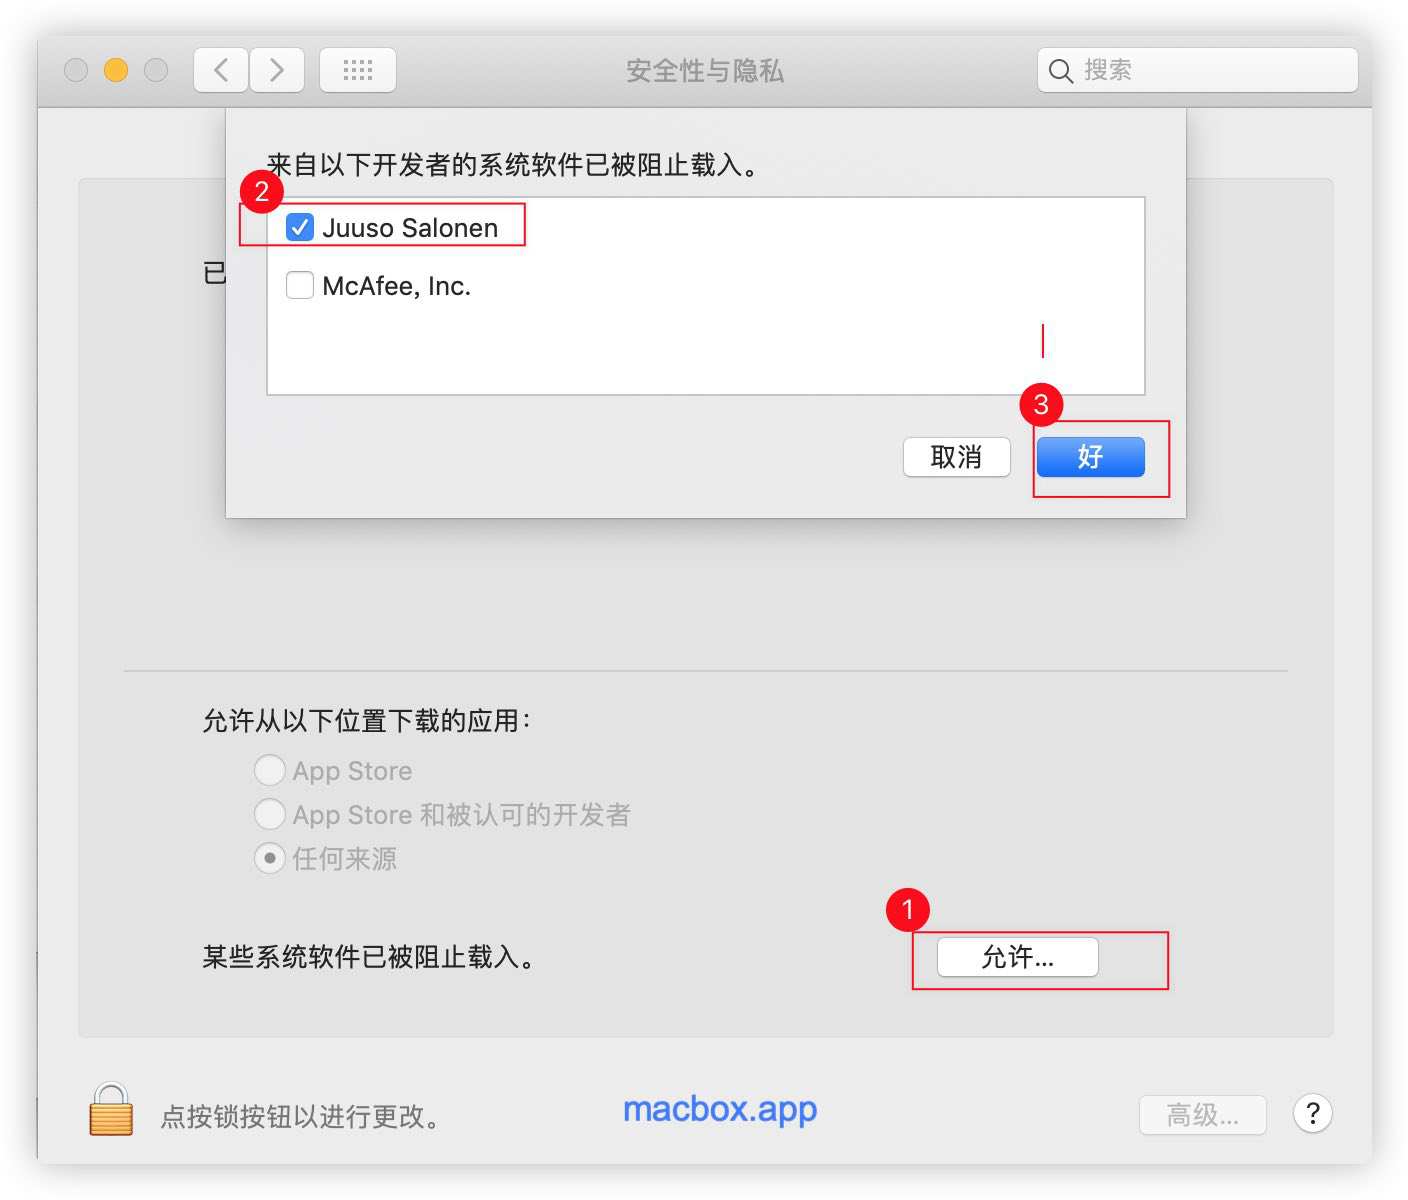 安全性与隐私
搜索
来自以下开发者的系统软件已被阻止载入。
2
Juuso Salonen
已
McAfee, Inc.
3
取消
好
允许从以下位置下载的应用：
App Store
App Store 和被认可的开发者
任何来源
1
某些系统软件已被阻止载入。
允许...
点按锁按钮以进行更改。
macbox.app
高级...
?